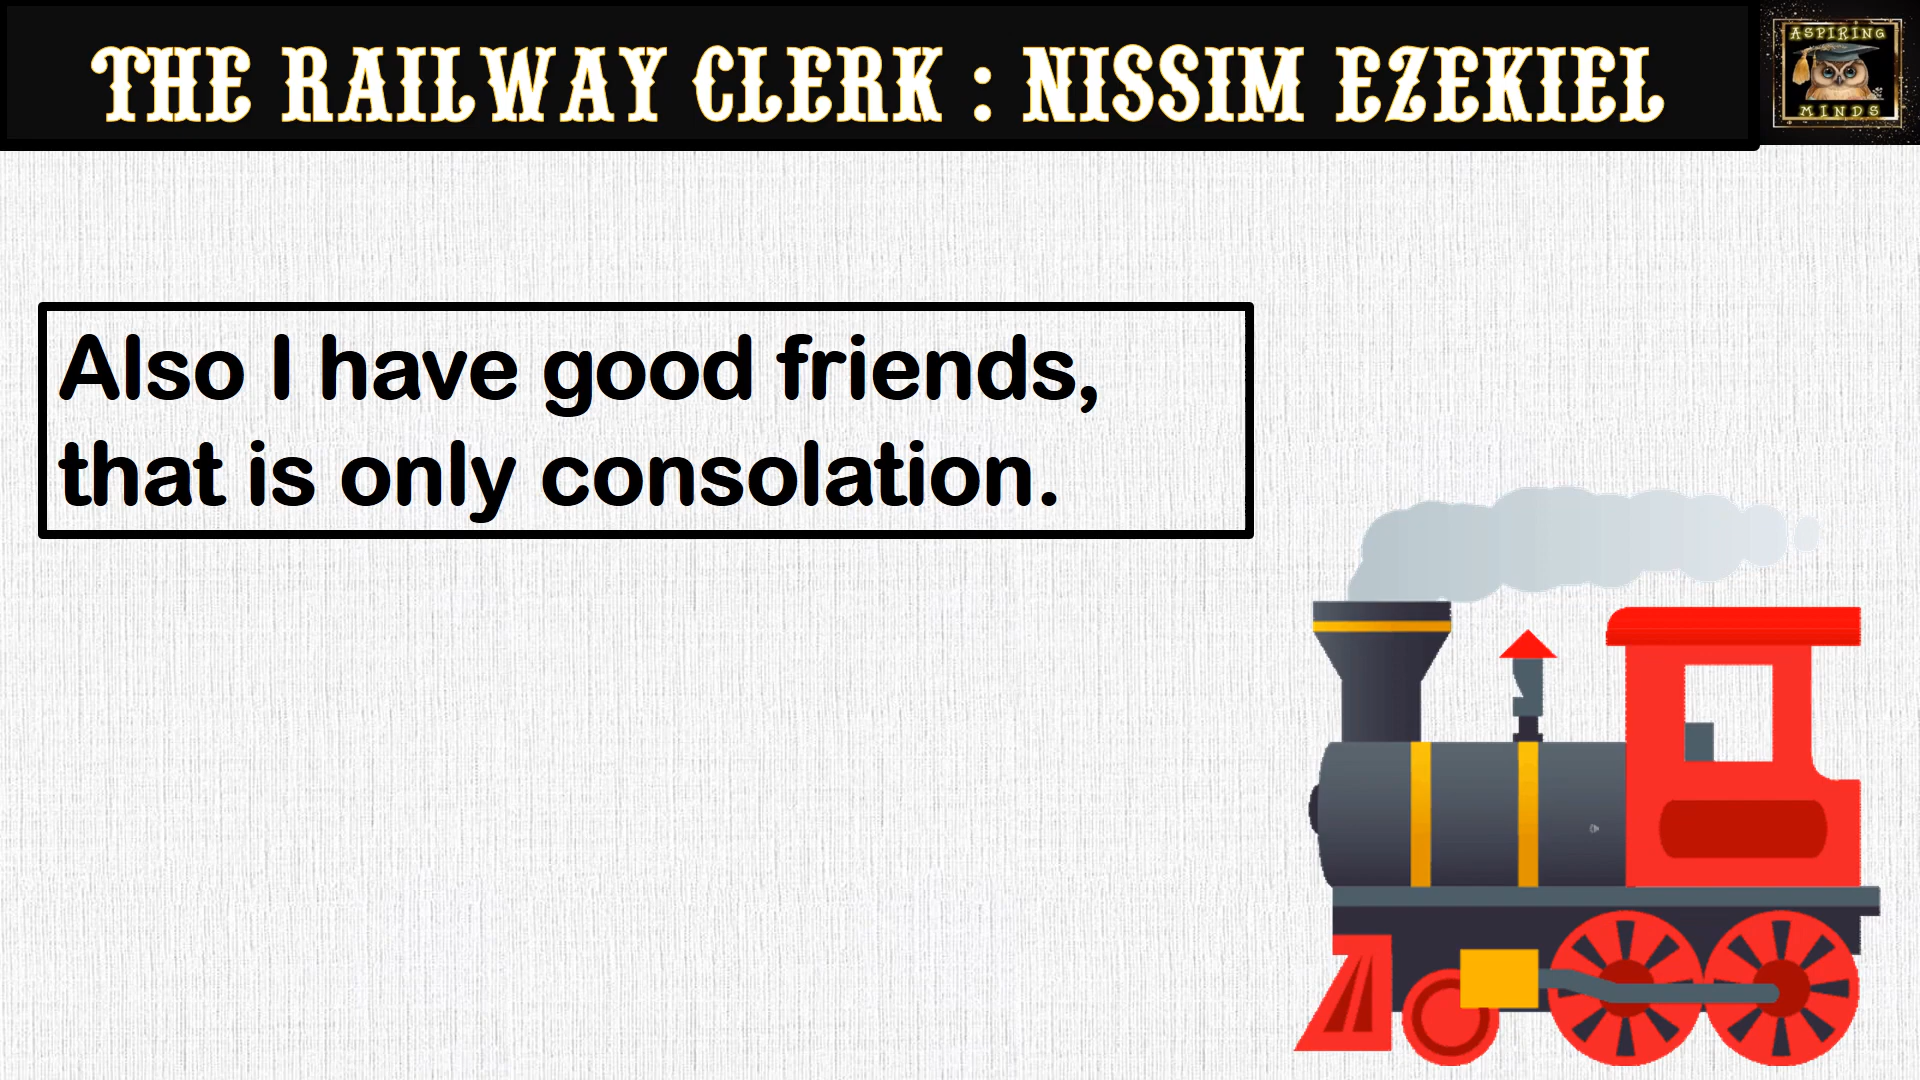 THE RAILWAY CLERK : NISSIM EZEKIEL
ASPIRING
MINDS
Also I have good friends,
that is only consolation.